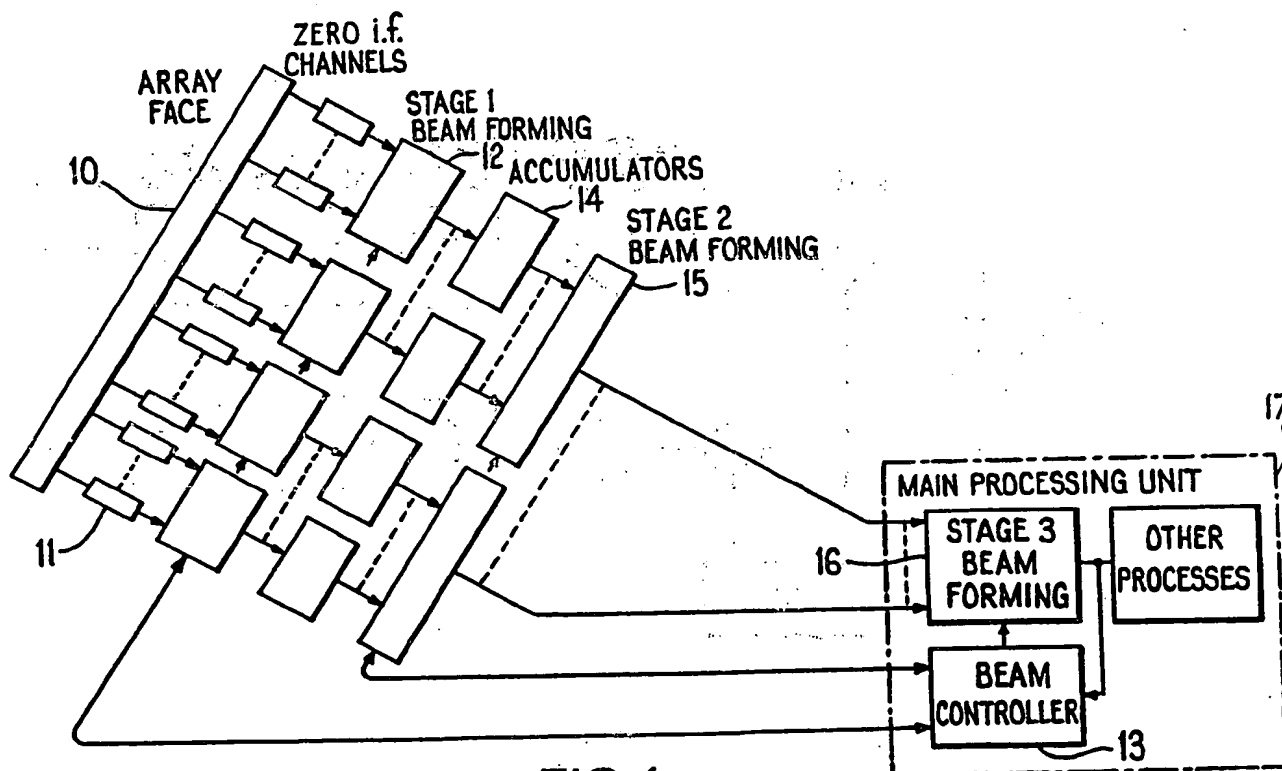 ZERO i.f.
CHANNELS
ARRAY
FACE
STAGE 1
BEAM FORMING
12
ACCUMULATORS
14
10
STAGE 2
BEAM FORMING
15
17
MAIN PROCESSING UNIT
STAGE 3
BEAM
FORMING
16
OTHER
PROCESSES
11
BEAM
CONTROLLER
13